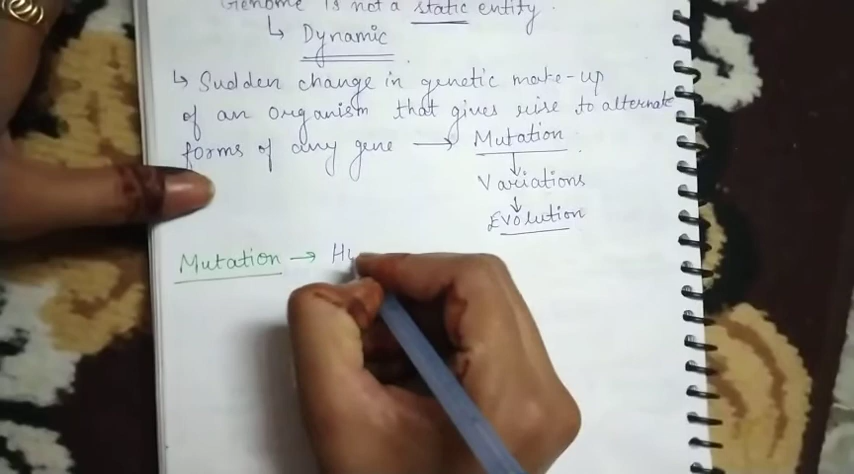 Genome is not a static entity.
↳ Dynamic
↳ Sudden change in genetic make-up
of an organism that gives rise to alternate
forms of any gene → Mutation
↓
Variations
↓
Evolution
Mutation → Hu